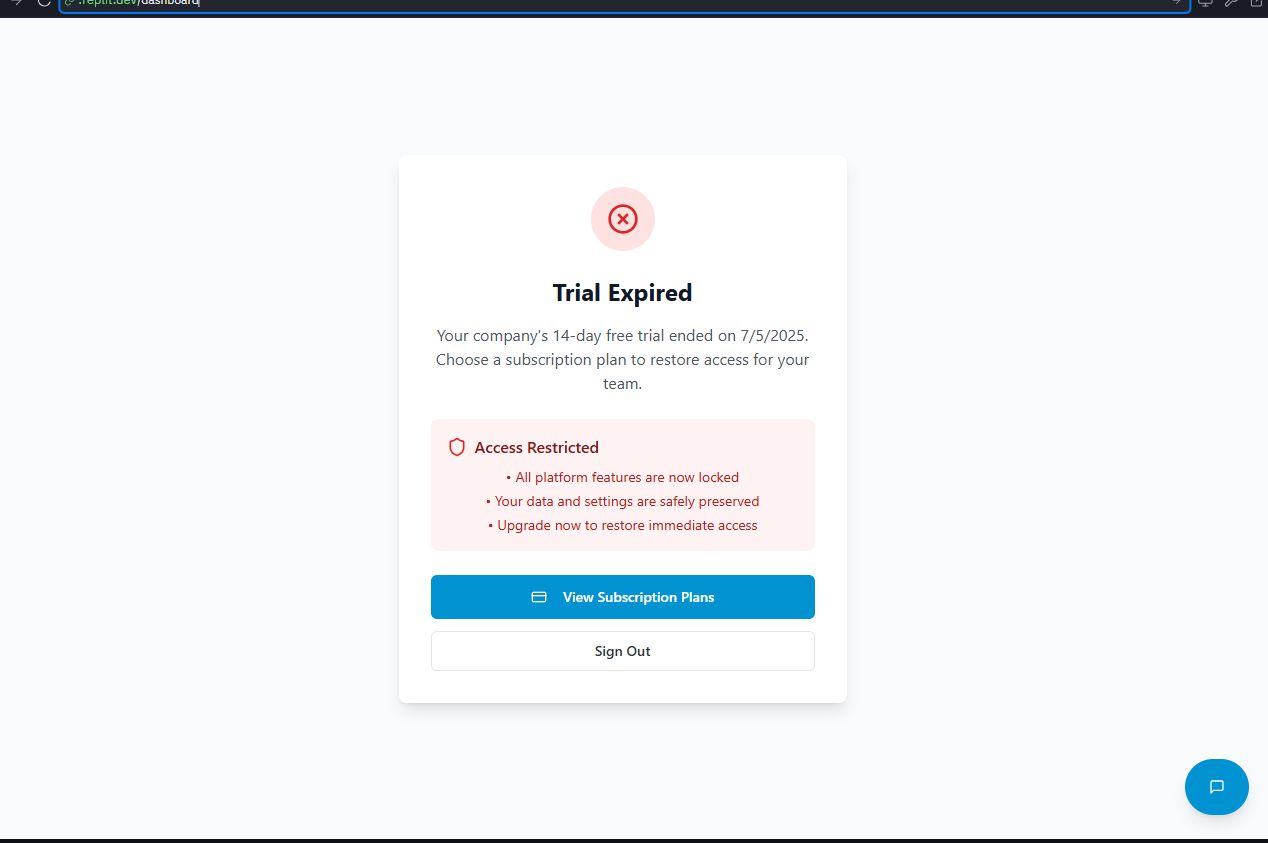 .replit.dev/dashboard
Trial Expired
Your company's 14-day free trial ended on 7/5/2025.
Choose a subscription plan to restore access for your
team.
Access Restricted
• All platform features are now locked
• Your data and settings are safely preserved
• Upgrade now to restore immediate access
View Subscription Plans
Sign Out